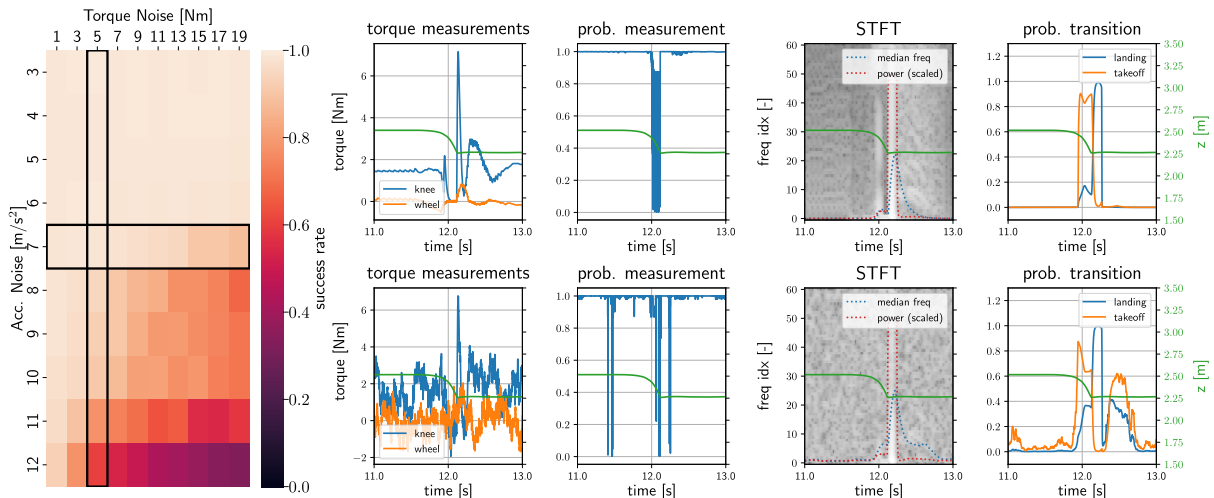 Torque Noise [Nm]
1 3 5 7 9 11 13 15 17 19
Acc. Noise [m/s²]
3
4
5
6
7
8
9
10
11
12
1.0
0.8
0.6
0.4
0.2
0.0
success rate
torque measurements
torque [Nm]
6
4
2
0
knee
wheel
11.0 12.0 13.0
time [s]
prob. measurement
1.0
0.8
0.6
0.4
0.2
0.0
11.0 12.0 13.0
time [s]
STFT
freq idx [-]
60
50
40
30
20
10
0
median freq
power (scaled)
11.0 12.0 13.0
time [s]
prob. transition
1.2
1.0
0.8
0.6
0.4
0.2
0.0
landing
takeoff
3.50
3.25
3.00
2.75
2.50
2.25
2.00
1.75
1.50
z [m]
11.0 12.0 13.0
time [s]
torque measurements
torque [Nm]
6
4
2
0
−2
knee
wheel
11.0 12.0 13.0
time [s]
prob. measurement
1.0
0.8
0.6
0.4
0.2
0.0
11.0 12.0 13.0
time [s]
STFT
freq idx [-]
60
50
40
30
20
10
0
median freq
power (scaled)
11.0 12.0 13.0
time [s]
prob. transition
1.2
1.0
0.8
0.6
0.4
0.2
0.0
landing
takeoff
3.50
3.25
3.00
2.75
2.50
2.25
2.00
1.75
1.50
z [m]
11.0 12.0 13.0
time [s]